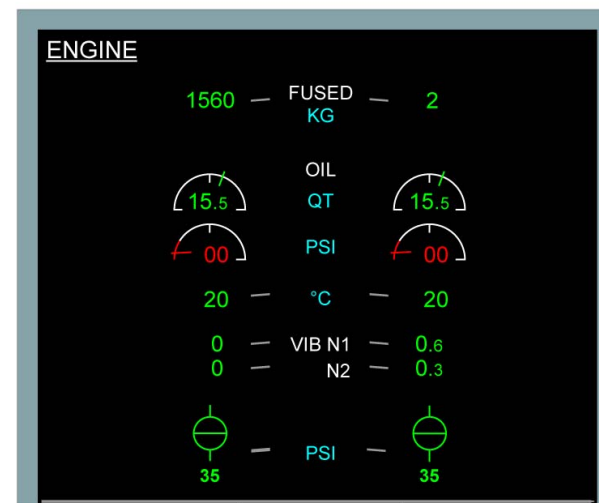 ENGINE
1560 FUSED 2
KG
OIL
15.5 QT 15.5
00 PSI 00
20 °C 20
0 VIB N1 0.6
0 N2 0.3
PSI
35 35